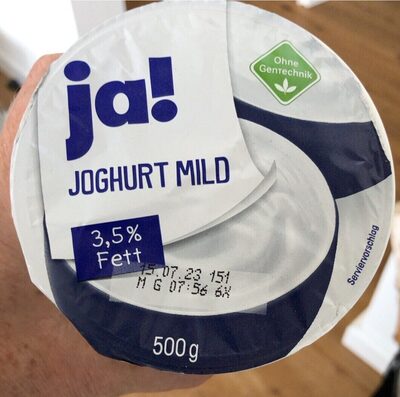 ja!
Ohne
GenTechnik
JOGHURT MILD
3,5%
Fett
15.07.23 151
M G 07:56 6X
Serviervorschlag
500g